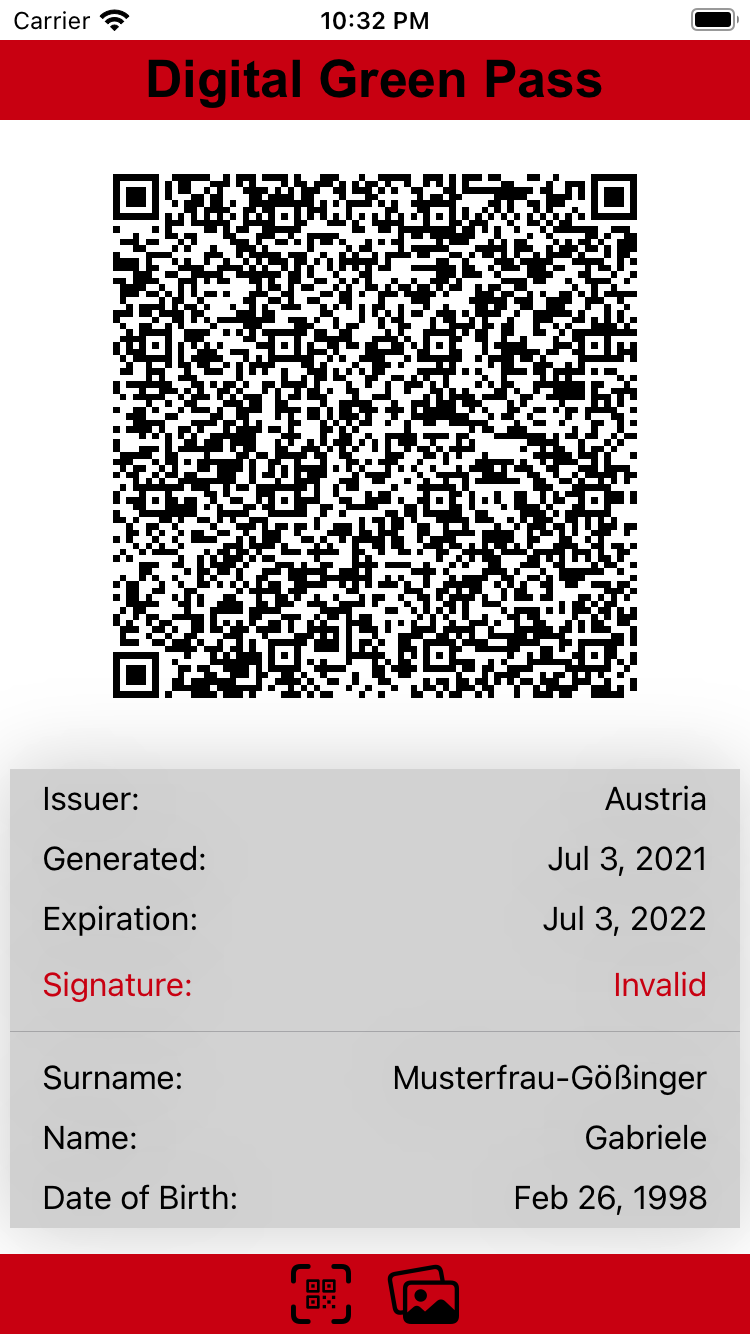 Carrier 10:32 PM
Digital Green Pass
Issuer: Austria
Generated: Jul 3, 2021
Expiration: Jul 3, 2022
Signature: Invalid
Surname: Musterfrau-Gößinger
Name: Gabriele
Date of Birth: Feb 26, 1998